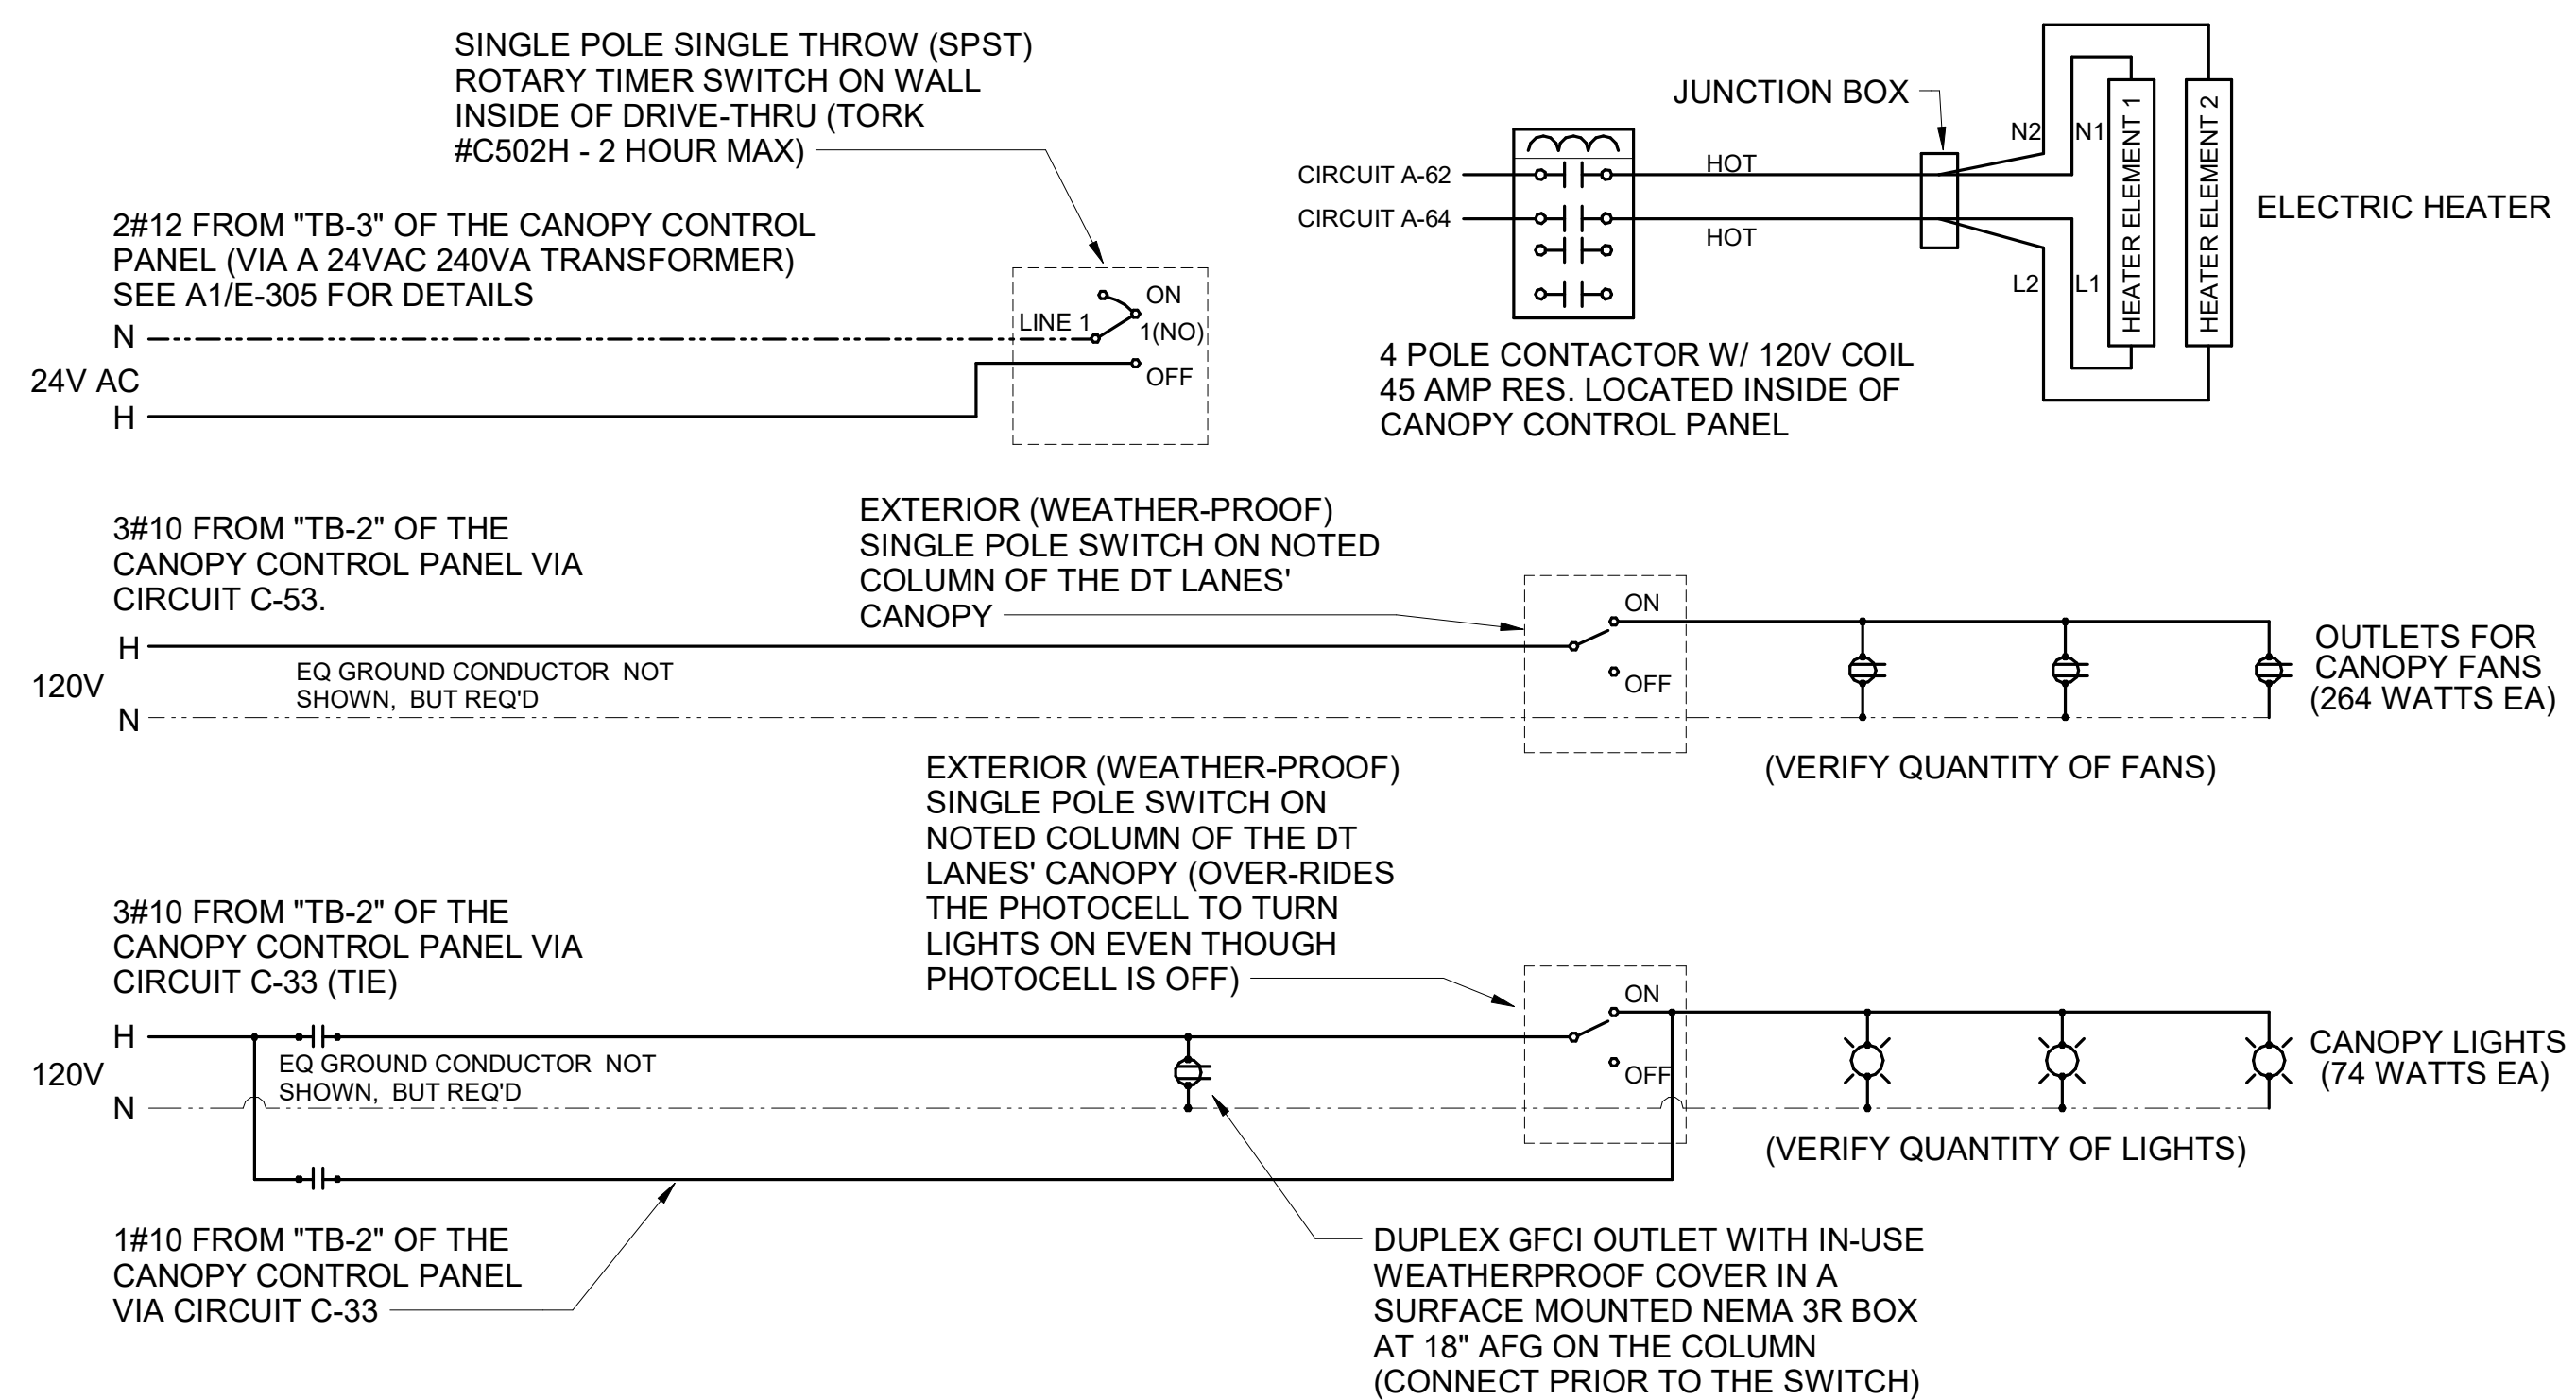 SINGLE POLE SINGLE THROW (SPST)
ROTARY TIMER SWITCH ON WALL
INSIDE OF DRIVE-THRU (TORK
#C502H - 2 HOUR MAX)
2#12 FROM "TB-3" OF THE CANOPY CONTROL
PANEL (VIA A 24VAC 240VA TRANSFORMER)
SEE A1/E-305 FOR DETAILS
N
24V AC
H
LINE 1
ON
1(NO)
OFF
JUNCTION BOX
CIRCUIT A-62
CIRCUIT A-64
HOT
HOT
N2
N1
L2
L1
HEATER ELEMENT 1
HEATER ELEMENT 2
ELECTRIC HEATER
4 POLE CONTACTOR W/ 120V COIL
45 AMP RES. LOCATED INSIDE OF
CANOPY CONTROL PANEL
3#10 FROM "TB-2" OF THE
CANOPY CONTROL PANEL VIA
CIRCUIT C-53.
H
120V
N
EQ GROUND CONDUCTOR NOT
SHOWN, BUT REQ'D
EXTERIOR (WEATHER-PROOF)
SINGLE POLE SWITCH ON NOTED
COLUMN OF THE DT LANES'
CANOPY
ON
OFF
OUTLETS FOR
CANOPY FANS
(264 WATTS EA)
(VERIFY QUANTITY OF FANS)
EXTERIOR (WEATHER-PROOF)
SINGLE POLE SWITCH ON
NOTED COLUMN OF THE DT
LANES' CANOPY (OVER-RIDES
THE PHOTOCELL TO TURN
LIGHTS ON EVEN THOUGH
PHOTOCELL IS OFF)
3#10 FROM "TB-2" OF THE
CANOPY CONTROL PANEL VIA
CIRCUIT C-33 (TIE)
H
120V
N
EQ GROUND CONDUCTOR NOT
SHOWN, BUT REQ'D
ON
OFF
CANOPY LIGHTS
(74 WATTS EA)
(VERIFY QUANTITY OF LIGHTS)
1#10 FROM "TB-2" OF THE
CANOPY CONTROL PANEL
VIA CIRCUIT C-33
DUPLEX GFCI OUTLET WITH IN-USE
WEATHERPROOF COVER IN A
SURFACE MOUNTED NEMA 3R BOX
AT 18" AFG ON THE COLUMN
(CONNECT PRIOR TO THE SWITCH)